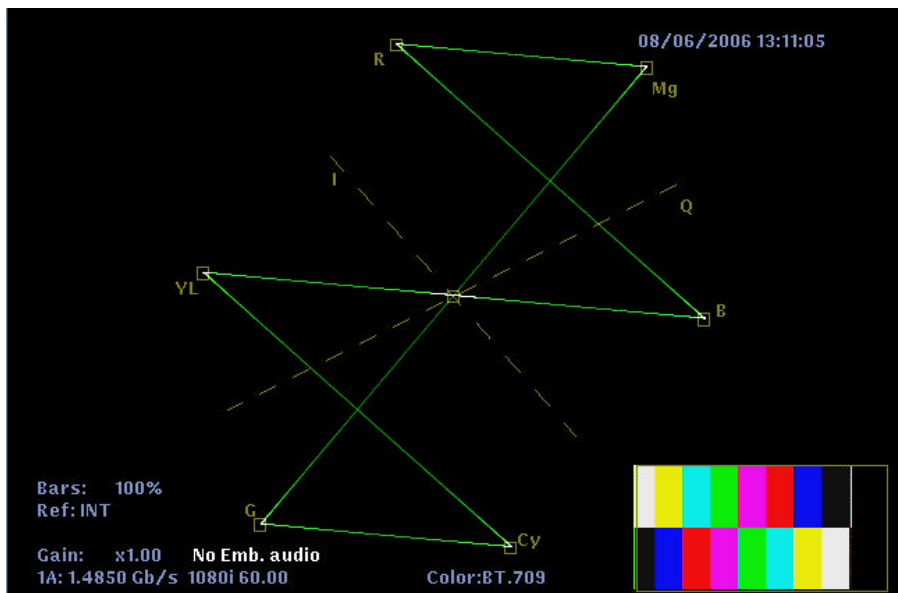 08/06/2006 13:11:05
R
Mg
I
Q
YL
B
Bars: 100%
Ref: INT
G
Cy
Gain: x1.00 No Emb. audio
1A: 1.4850 Gb/s 1080i 60.00 Color:BT.709